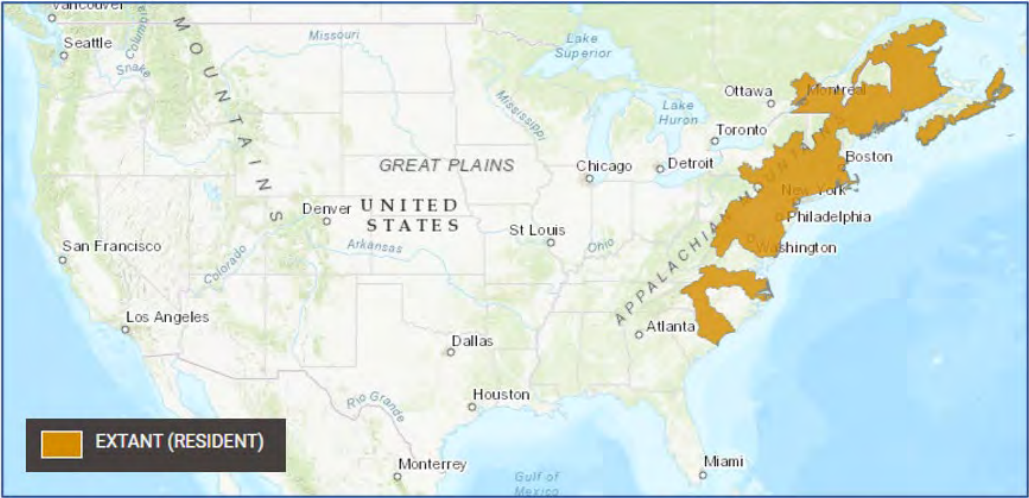 Vancouver
Seattle
Columbia
Snake
MOUNTAINS
Missouri
Lake
Superior
Mississippi
Ottawa
Montreal
Lake
Huron
Toronto
GREAT PLAINS
Chicago
Detroit
Boston
New York
Denver
UNITED
STATES
St Louis
Ohio
APPALACHIAN MOUNTAINS
Philadelphia
Washington
San Francisco
Colorado
Arkansas
Los Angeles
Atlanta
Dallas
Rio Grande
Houston
EXTANT (RESIDENT)
Monterrey
Gulf of
Mexico
Miami